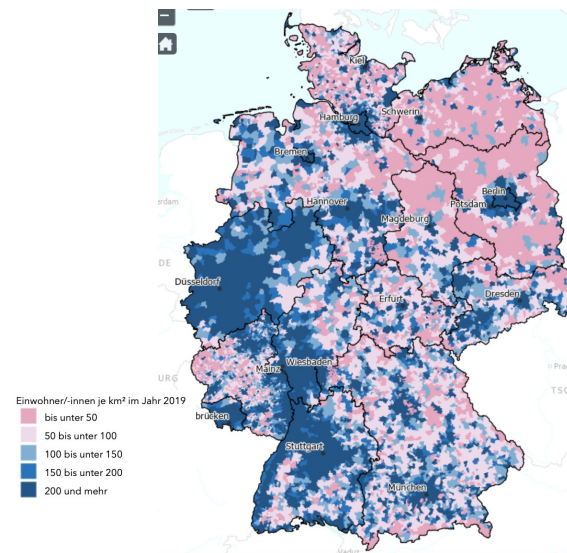 Kiel
Schwerin
Hamburg
Bremen
Berlin
Hannover
Potsdam
Magdeburg
DE
Düsseldorf
Erfurt
Dresden
Wiesbaden
Mainz
URG
Einwohner/-innen je km² im Jahr 2019
brücken
bis unter 50
50 bis unter 100
100 bis unter 150
150 bis unter 200
200 und mehr
Stuttgart
München